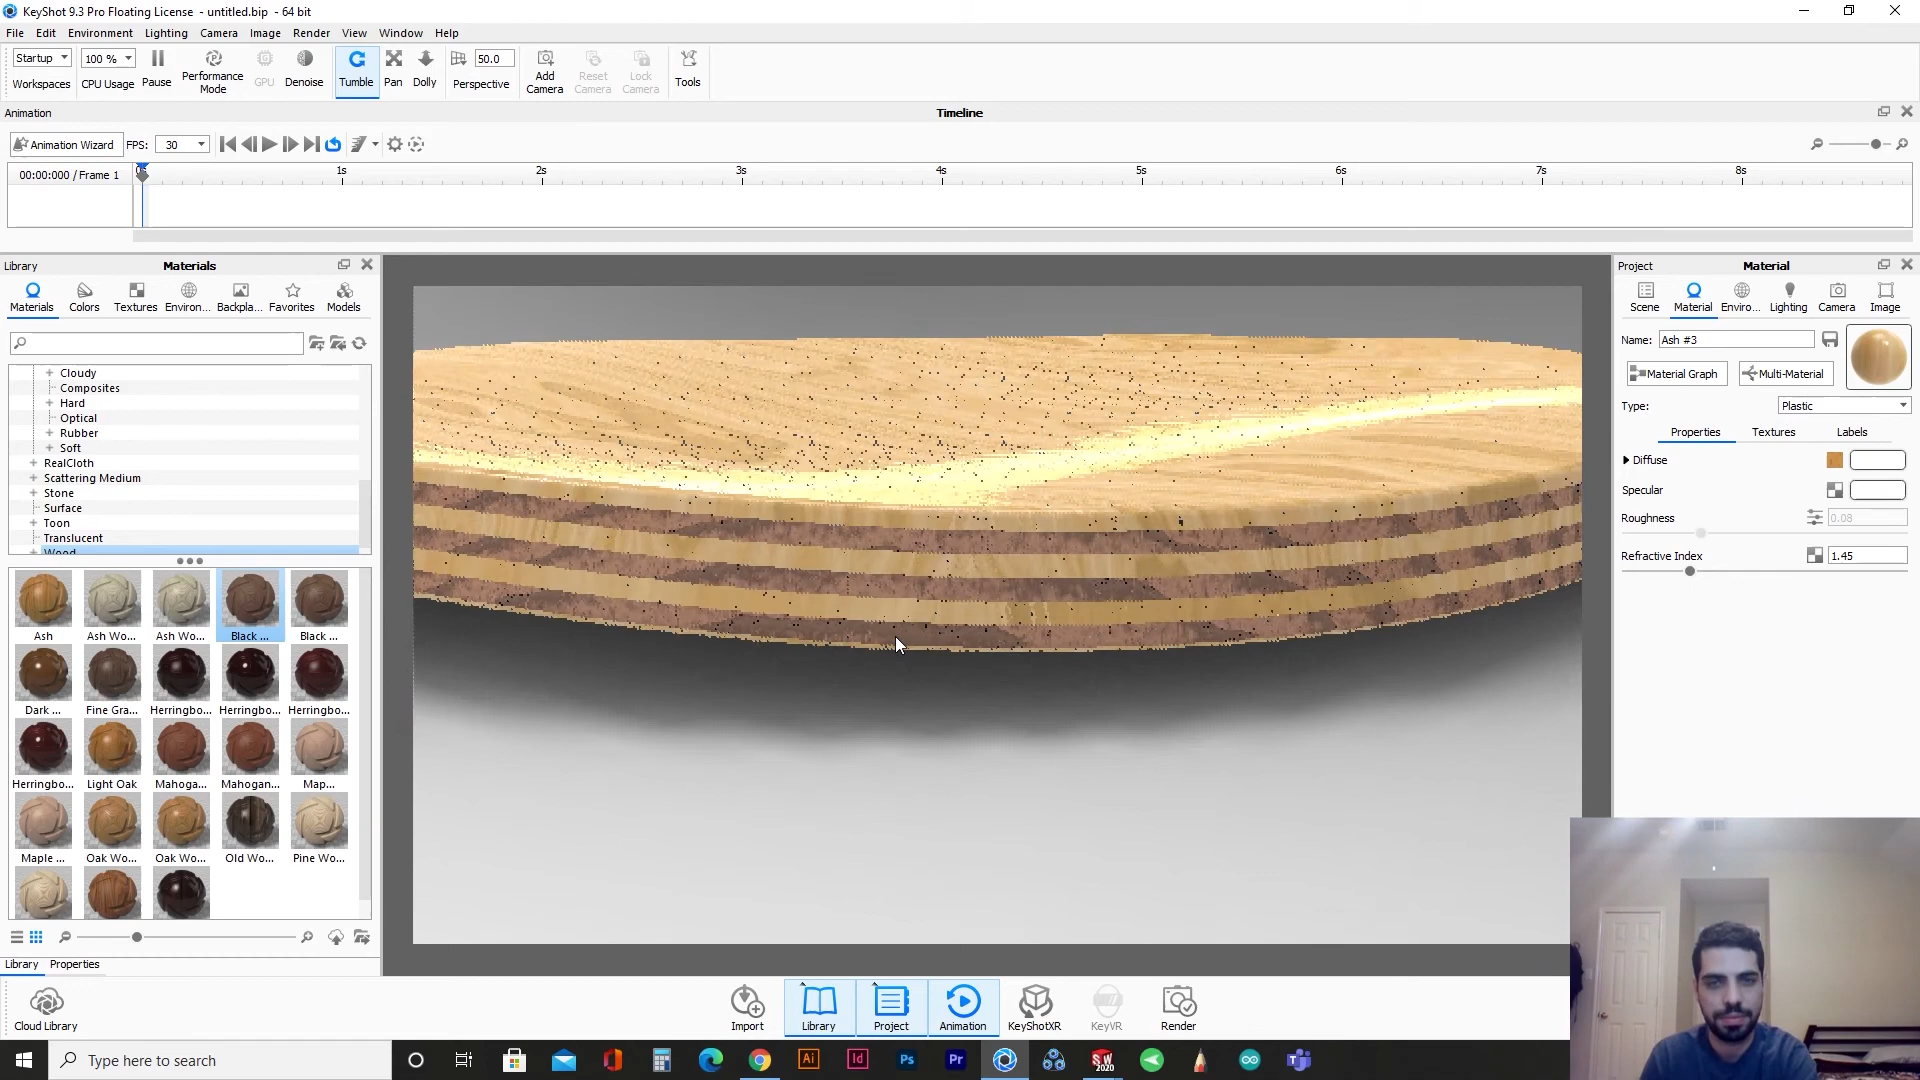 KeyShot 9.3 Pro Floating License - untitled.bip - 64 bit
File Edit Environment Lighting Camera Image Render View Window Help
Startup 100 % 50.0
Workspaces CPU Usage Pause Performance Mode GPU Denoise Tumble Pan Dolly Perspective Add Camera Reset Camera Lock Camera Tools
Animation Timeline
Animation Wizard FPS: 30
00:00:000 / Frame 1 1s 2s 3s 4s 5s 6s 7s 8s
Library Materials
Materials Colors Textures Environ... Backpla... Favorites Models
Cloudy
Composites
Hard
Optical
Rubber
Soft
RealCloth
Scattering Medium
Stone
Surface
Toon
Translucent
Wood
Ash Ash Wo... Ash Wo... Black ... Black ...
Dark ... Fine Gra... Herringbo... Herringbo... Herringbo...
Herringbo... Light Oak Mahoga... Mahogan... Map...
Maple ... Oak Wo... Oak Wo... Old Wo... Pine Wo...
Library Properties
Project Material
Scene Material Enviro... Lighting Camera Image
Name: Ash #3
Material Graph Multi-Material
Type: Plastic
Properties Textures Labels
Diffuse
Specular
Roughness 0.08
Refractive Index 1.45
Cloud Library Import Library Project Animation KeyShotXR KeyVR Render
Type here to search
Ai Id Ps Pr SW 2020